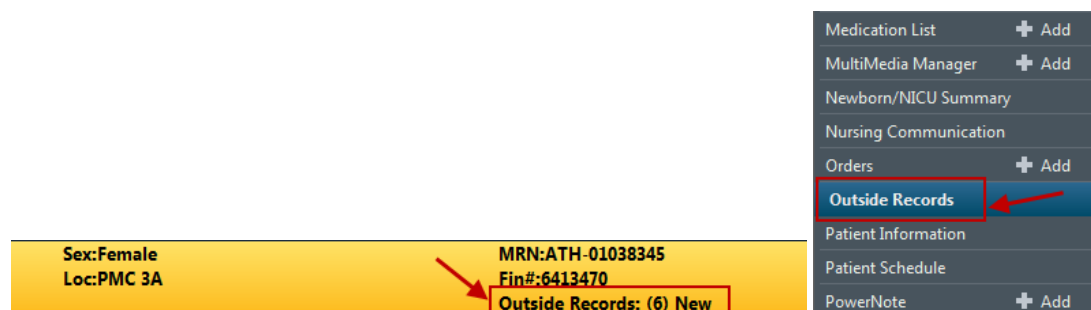 Sex:Female
MRN:ATH-01038345
Loc:PMC 3A
Fin#:6413470
Outside Records: (6) New
Medication List + Add
MultiMedia Manager + Add
Newborn/NICU Summary
Nursing Communication
Orders + Add
Outside Records
Patient Information
Patient Schedule
PowerNote + Add